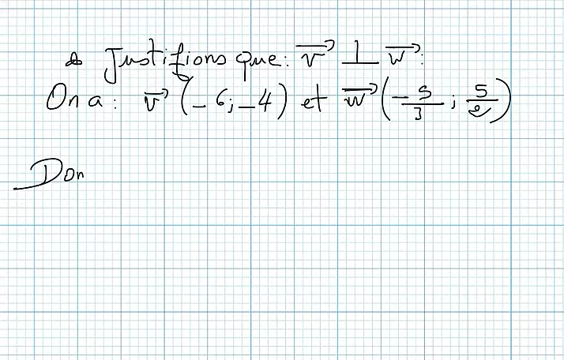 Justifions que: v⃗ ⊥ w⃗:
On a: v⃗ (-6; -4) et w⃗ (-5/3; 5/2)
Don